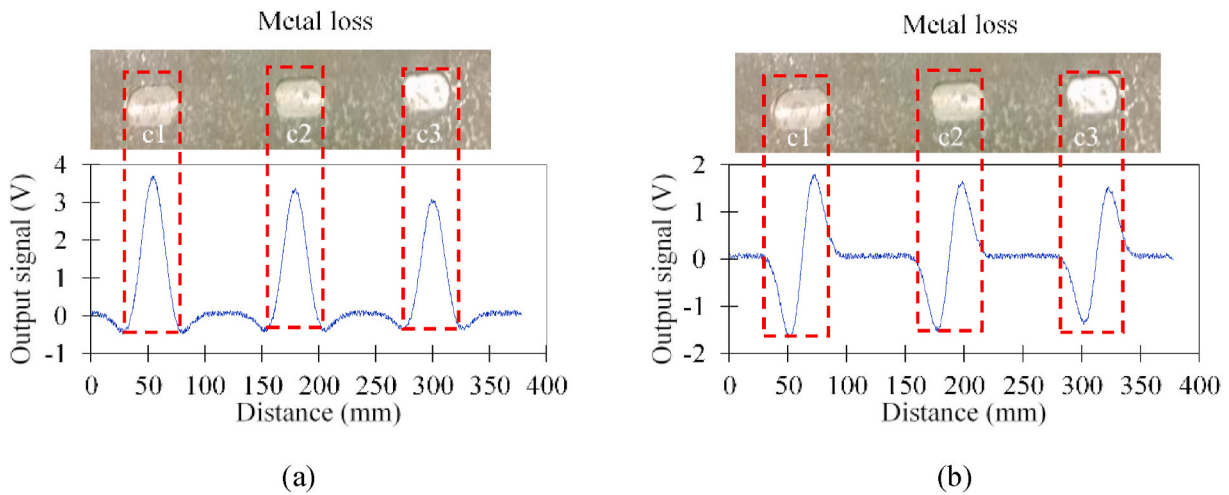 Metal loss
c1 c2 c3
Output signal (V)
4
3
2
1
0
-1
0 50 100 150 200 250 300 350 400
Distance (mm)
(a)
Metal loss
c1 c2 c3
Output signal (V)
2
1
0
-1
-2
0 50 100 150 200 250 300 350 400
Distance (mm)
(b)